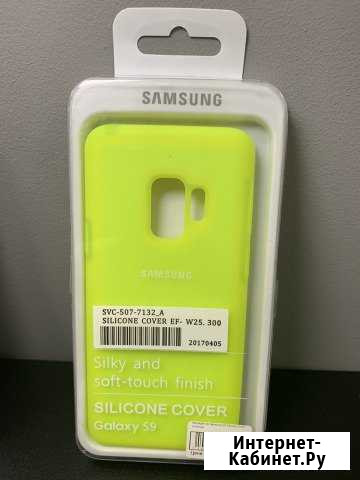 SAMSUNG
SAMSUNG
SVC-507-7132_A
SILICONE COVER EF- W25. 300
20170405
Silky and
soft-touch finish
SILICONE COVER
Galaxy S9
Интернет-
Кабинет.Ру